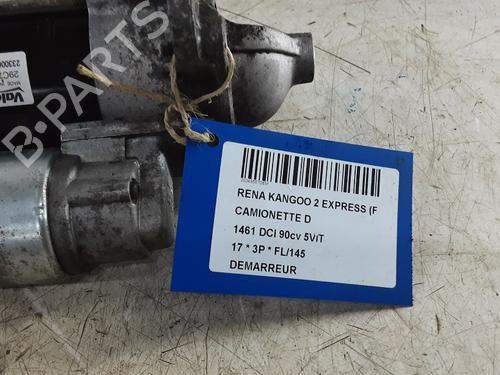 B-PARTS
RENA KANGOO 2 EXPRESS (F
CAMIONETTE D
1461 DCI 90cv 5ViT
17 * 3P * FL/145
DEMARREUR